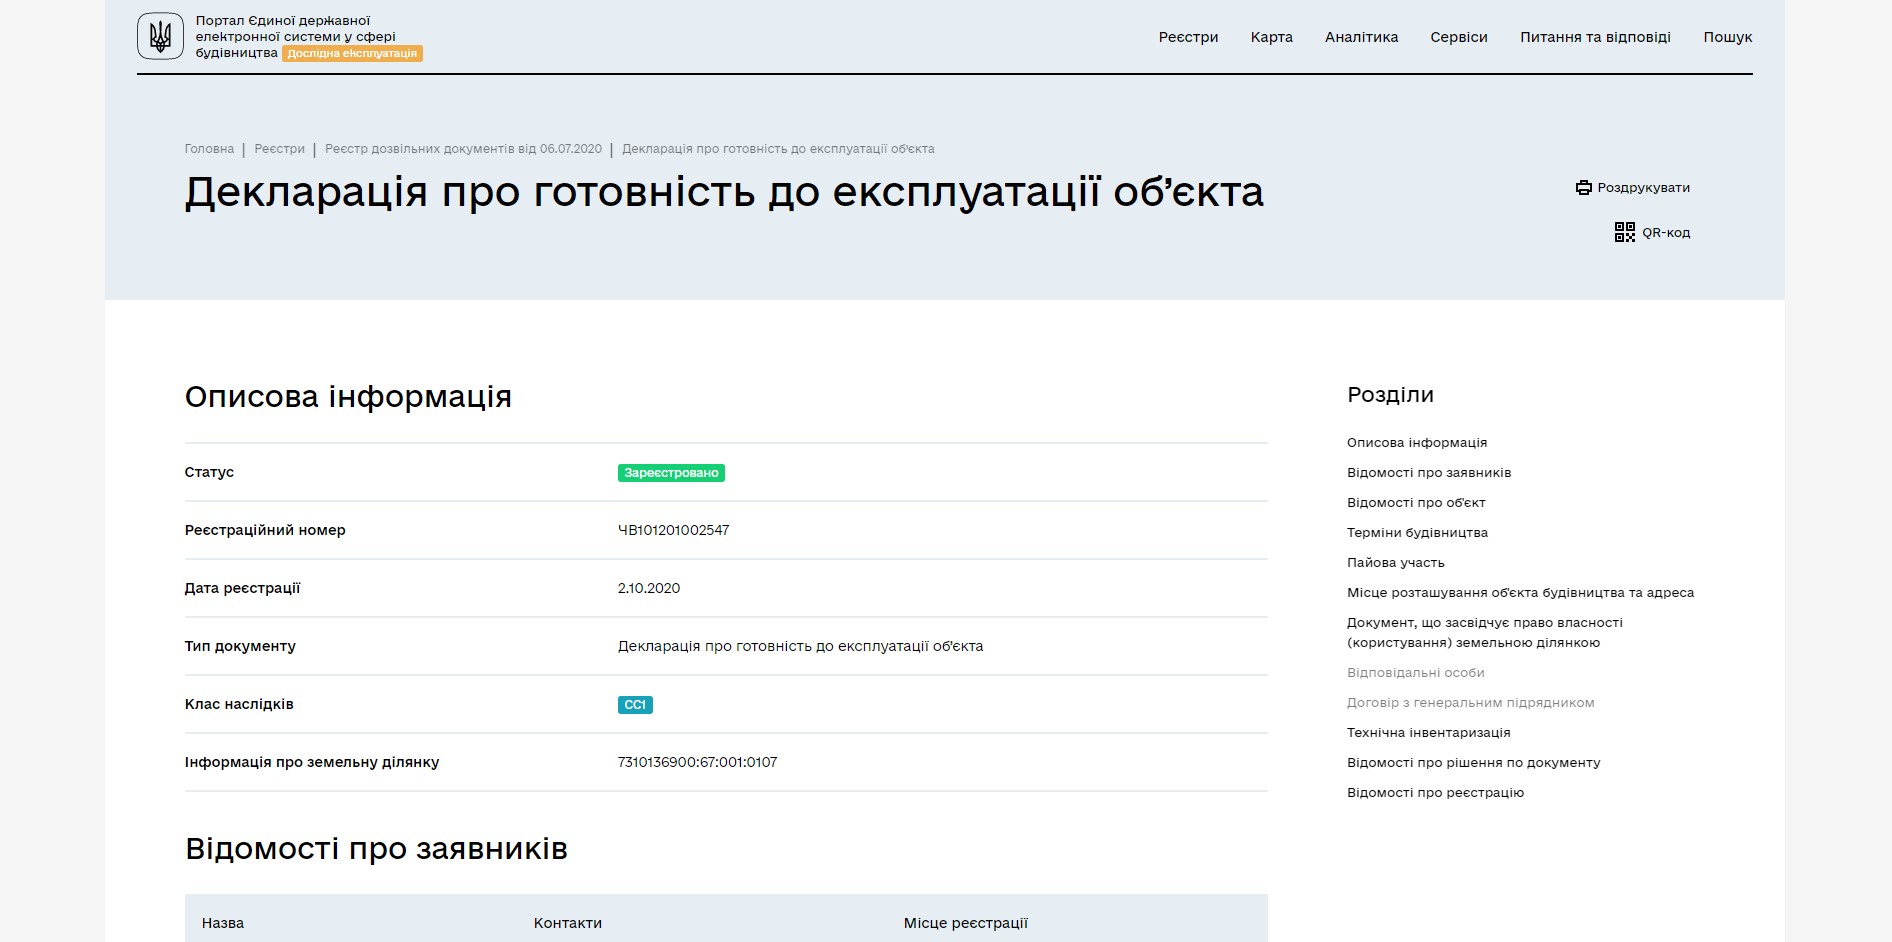 Портал Єдиної державної
електронної системи у сфері
будівництва Дослідна експлуатація
Реєстри Карта Аналітика Сервіси Питання та відповіді Пошук
Головна | Реєстри | Реєстр дозвільних документів від 06.07.2020 | Декларація про готовність до експлуатації об'єкта
Декларація про готовність до експлуатації об’єкта
Роздрукувати
QR-код
Описова інформація
Статус Зареєстровано
Реєстраційний номер ЧВ101201002547
Дата реєстрації 2.10.2020
Тип документу Декларація про готовність до експлуатації об'єкта
Клас наслідків СС1
Інформація про земельну ділянку 7310136900:67:001:0107
Відомості про заявників
Назва Контакти Місце реєстрації
Розділи
Описова інформація
Відомості про заявників
Відомості про об'єкт
Терміни будівництва
Пайова участь
Місце розташування об'єкта будівництва та адреса
Документ, що засвідчує право власності
(користування) земельною ділянкою
Відповідальні особи
Договір з генеральним підрядником
Технічна інвентаризація
Відомості про рішення по документу
Відомості про реєстрацію